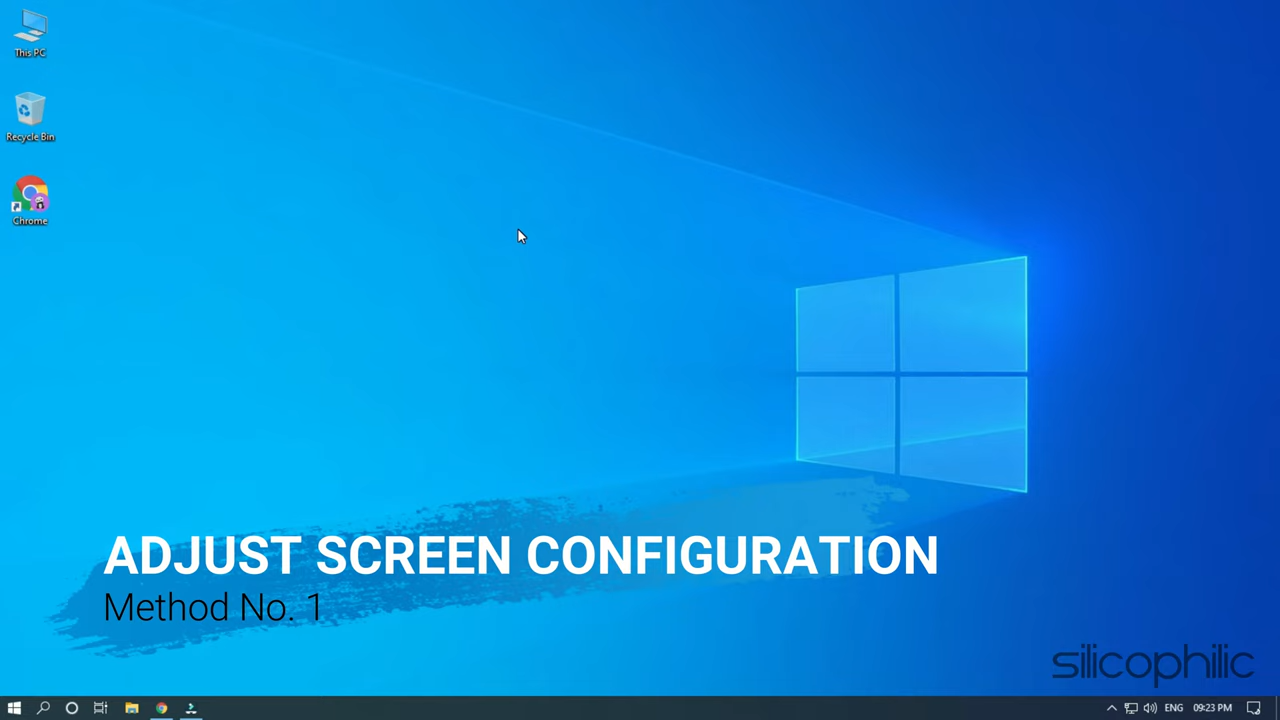 This PC
Recycle Bin
Chrome
ADJUST SCREEN CONFIGURATION
Method No. 1
silicophilic
ENG
09:23 PM